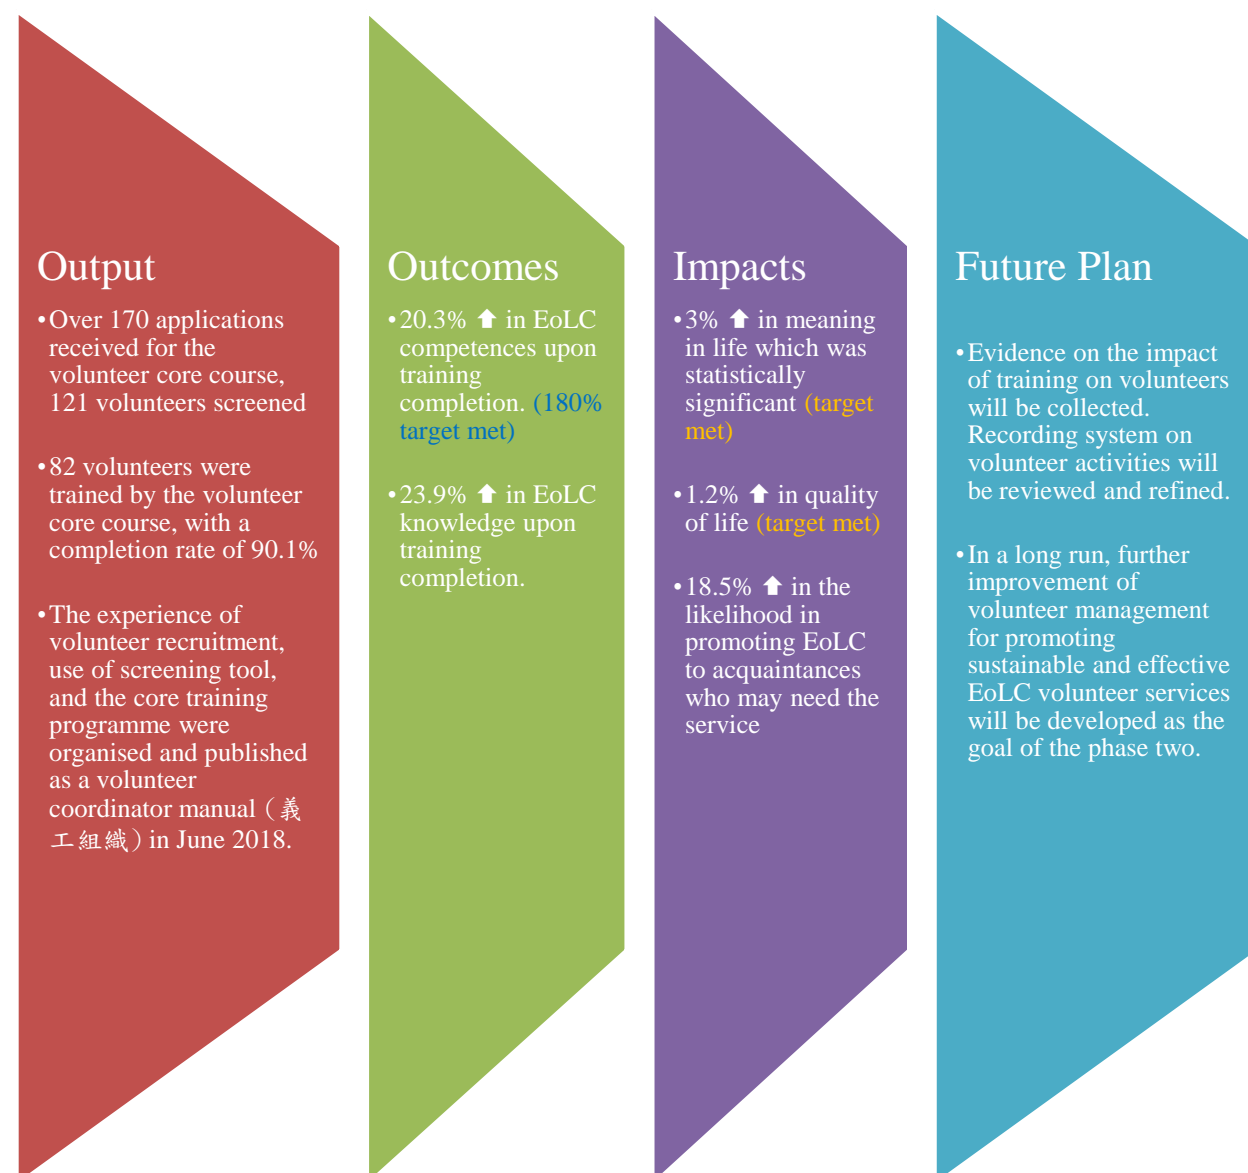 Output
•Over 170 applications
received for the
volunteer core course,
121 volunteers screened
•82 volunteers were
trained by the volunteer
core course, with a
completion rate of 90.1%
•The experience of
volunteer recruitment,
use of screening tool,
and the core training
programme were
organised and published
as a volunteer
coordinator manual（義
工組織）in June 2018.
Outcomes
•20.3% ⬆ in EoLC
competences upon
training
completion. (180%
target met)
•23.9% ⬆ in EoLC
knowledge upon
training
completion.
Impacts
•3% ⬆ in meaning
in life which was
statistically
significant (target
met)
•1.2% ⬆ in quality
of life (target met)
•18.5% ⬆ in the
likelihood in
promoting EoLC
to acquaintances
who may need the
service
Future Plan
•Evidence on the impact
of training on volunteers
will be collected.
Recording system on
volunteer activities will
be reviewed and refined.
•In a long run, further
improvement of
volunteer management
for promoting
sustainable and effective
EoLC volunteer services
will be developed as the
goal of the phase two.